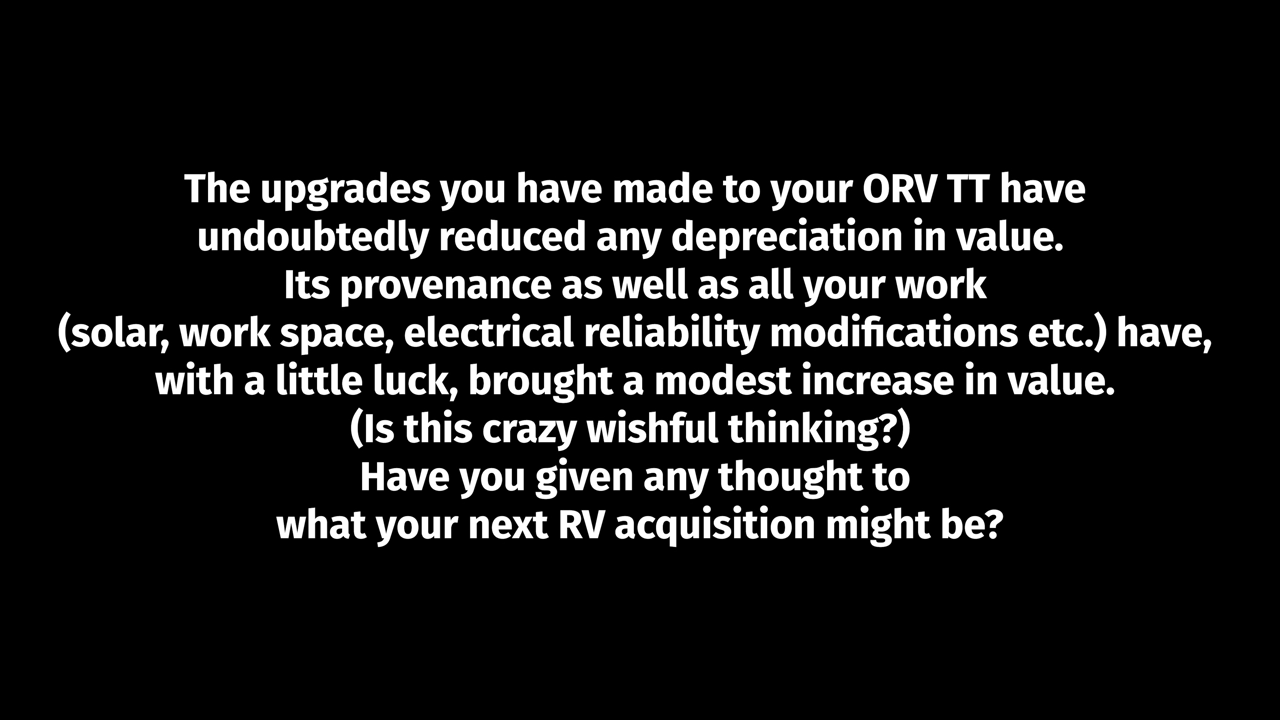 The upgrades you have made to your ORV TT have
undoubtedly reduced any depreciation in value.
Its provenance as well as all your work
(solar, work space, electrical reliability modifications etc.) have,
with a little luck, brought a modest increase in value.
(Is this crazy wishful thinking?)
Have you given any thought to
what your next RV acquisition might be?